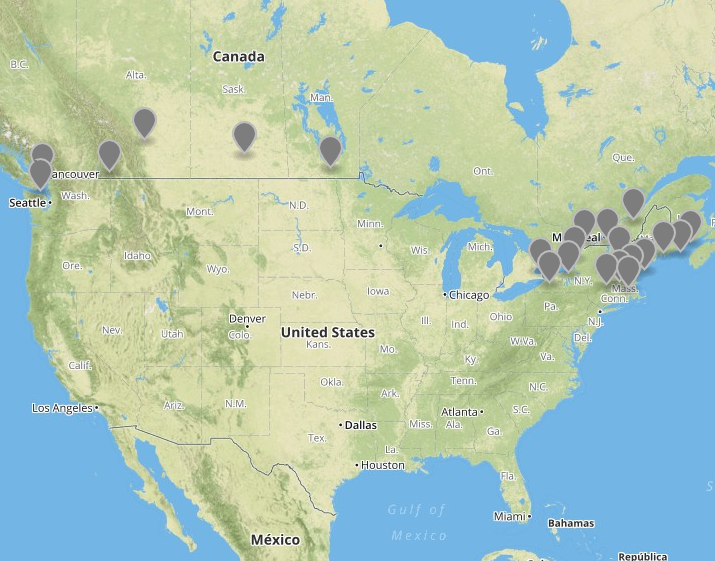 Canada
B.C.
Alta.
Sask.
Man.
Ont.
Que.
ancouver
Wash.
Seattle
Mont.
N.D.
Minn.
S.D.
Wis.
Mich.
Ore.
Idaho
Wyo.
Iowa
Chicago
N.Y.
Mass.
Conn.
Nebr.
Pa.
Ohio
N.J.
Denver
Colo.
United States
Kans.
Nev.
Utah
Ill.
Ind.
W.Va.
Del.
Mo.
Ky.
Va.
Calif.
Okla.
Tenn.
N.C.
Los Angeles
Ariz.
N.M.
Ark.
Atlanta
S.C.
Dallas
Miss.
Ala.
Ga.
Tex.
La.
Houston
Fla.
Gulf of
Mexico
Miami
Bahamas
México
República